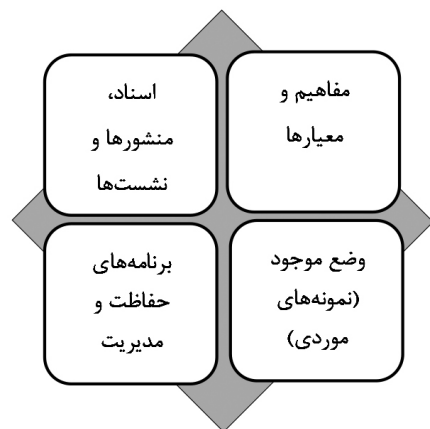 مفاهیم و
معیارها
اسناد،
منشورها و
نشست‌ها
وضع موجود
(نمونه‌های
موردی)
برنامه‌های
حفاظت و
مدیریت